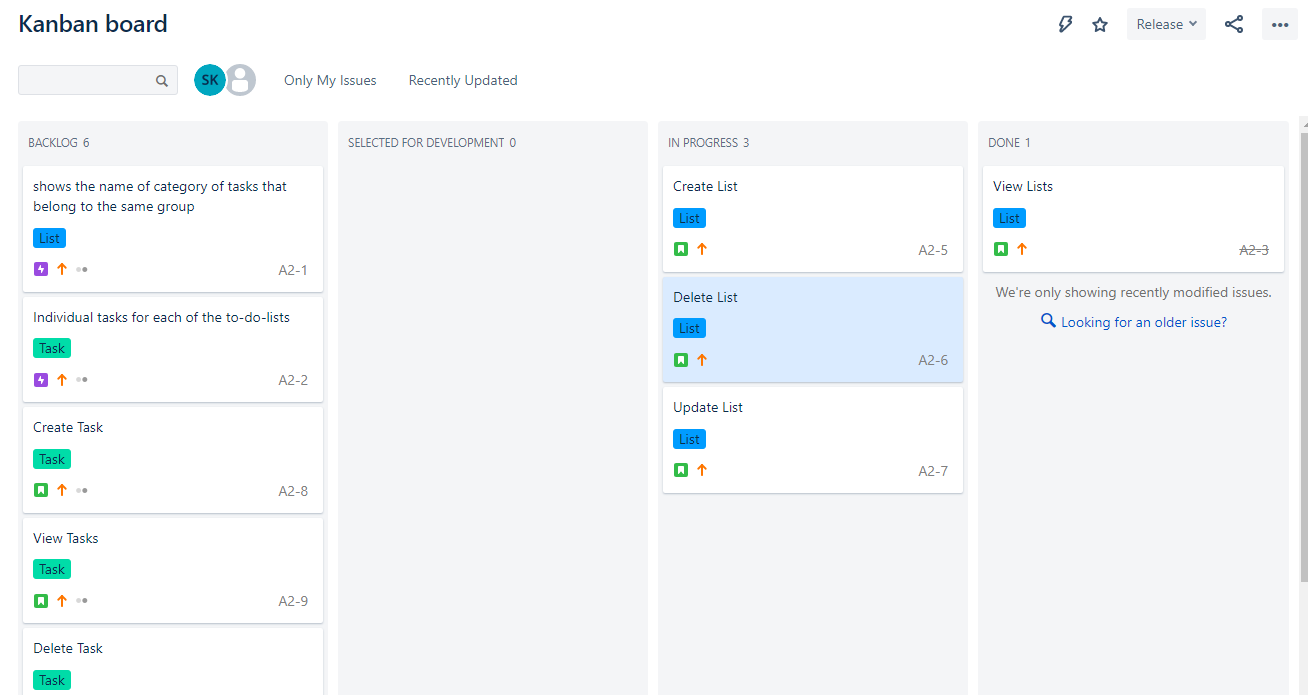 Kanban board
Release
SK
Only My Issues
Recently Updated
BACKLOG 6
shows the name of category of tasks that
belong to the same group
List
A2-1
Individual tasks for each of the to-do-lists
Task
A2-2
Create Task
Task
A2-8
View Tasks
Task
A2-9
Delete Task
Task
SELECTED FOR DEVELOPMENT 0
IN PROGRESS 3
Create List
List
A2-5
Delete List
List
A2-6
Update List
List
A2-7
DONE 1
View Lists
List
A2-3
We're only showing recently modified issues.
Looking for an older issue?